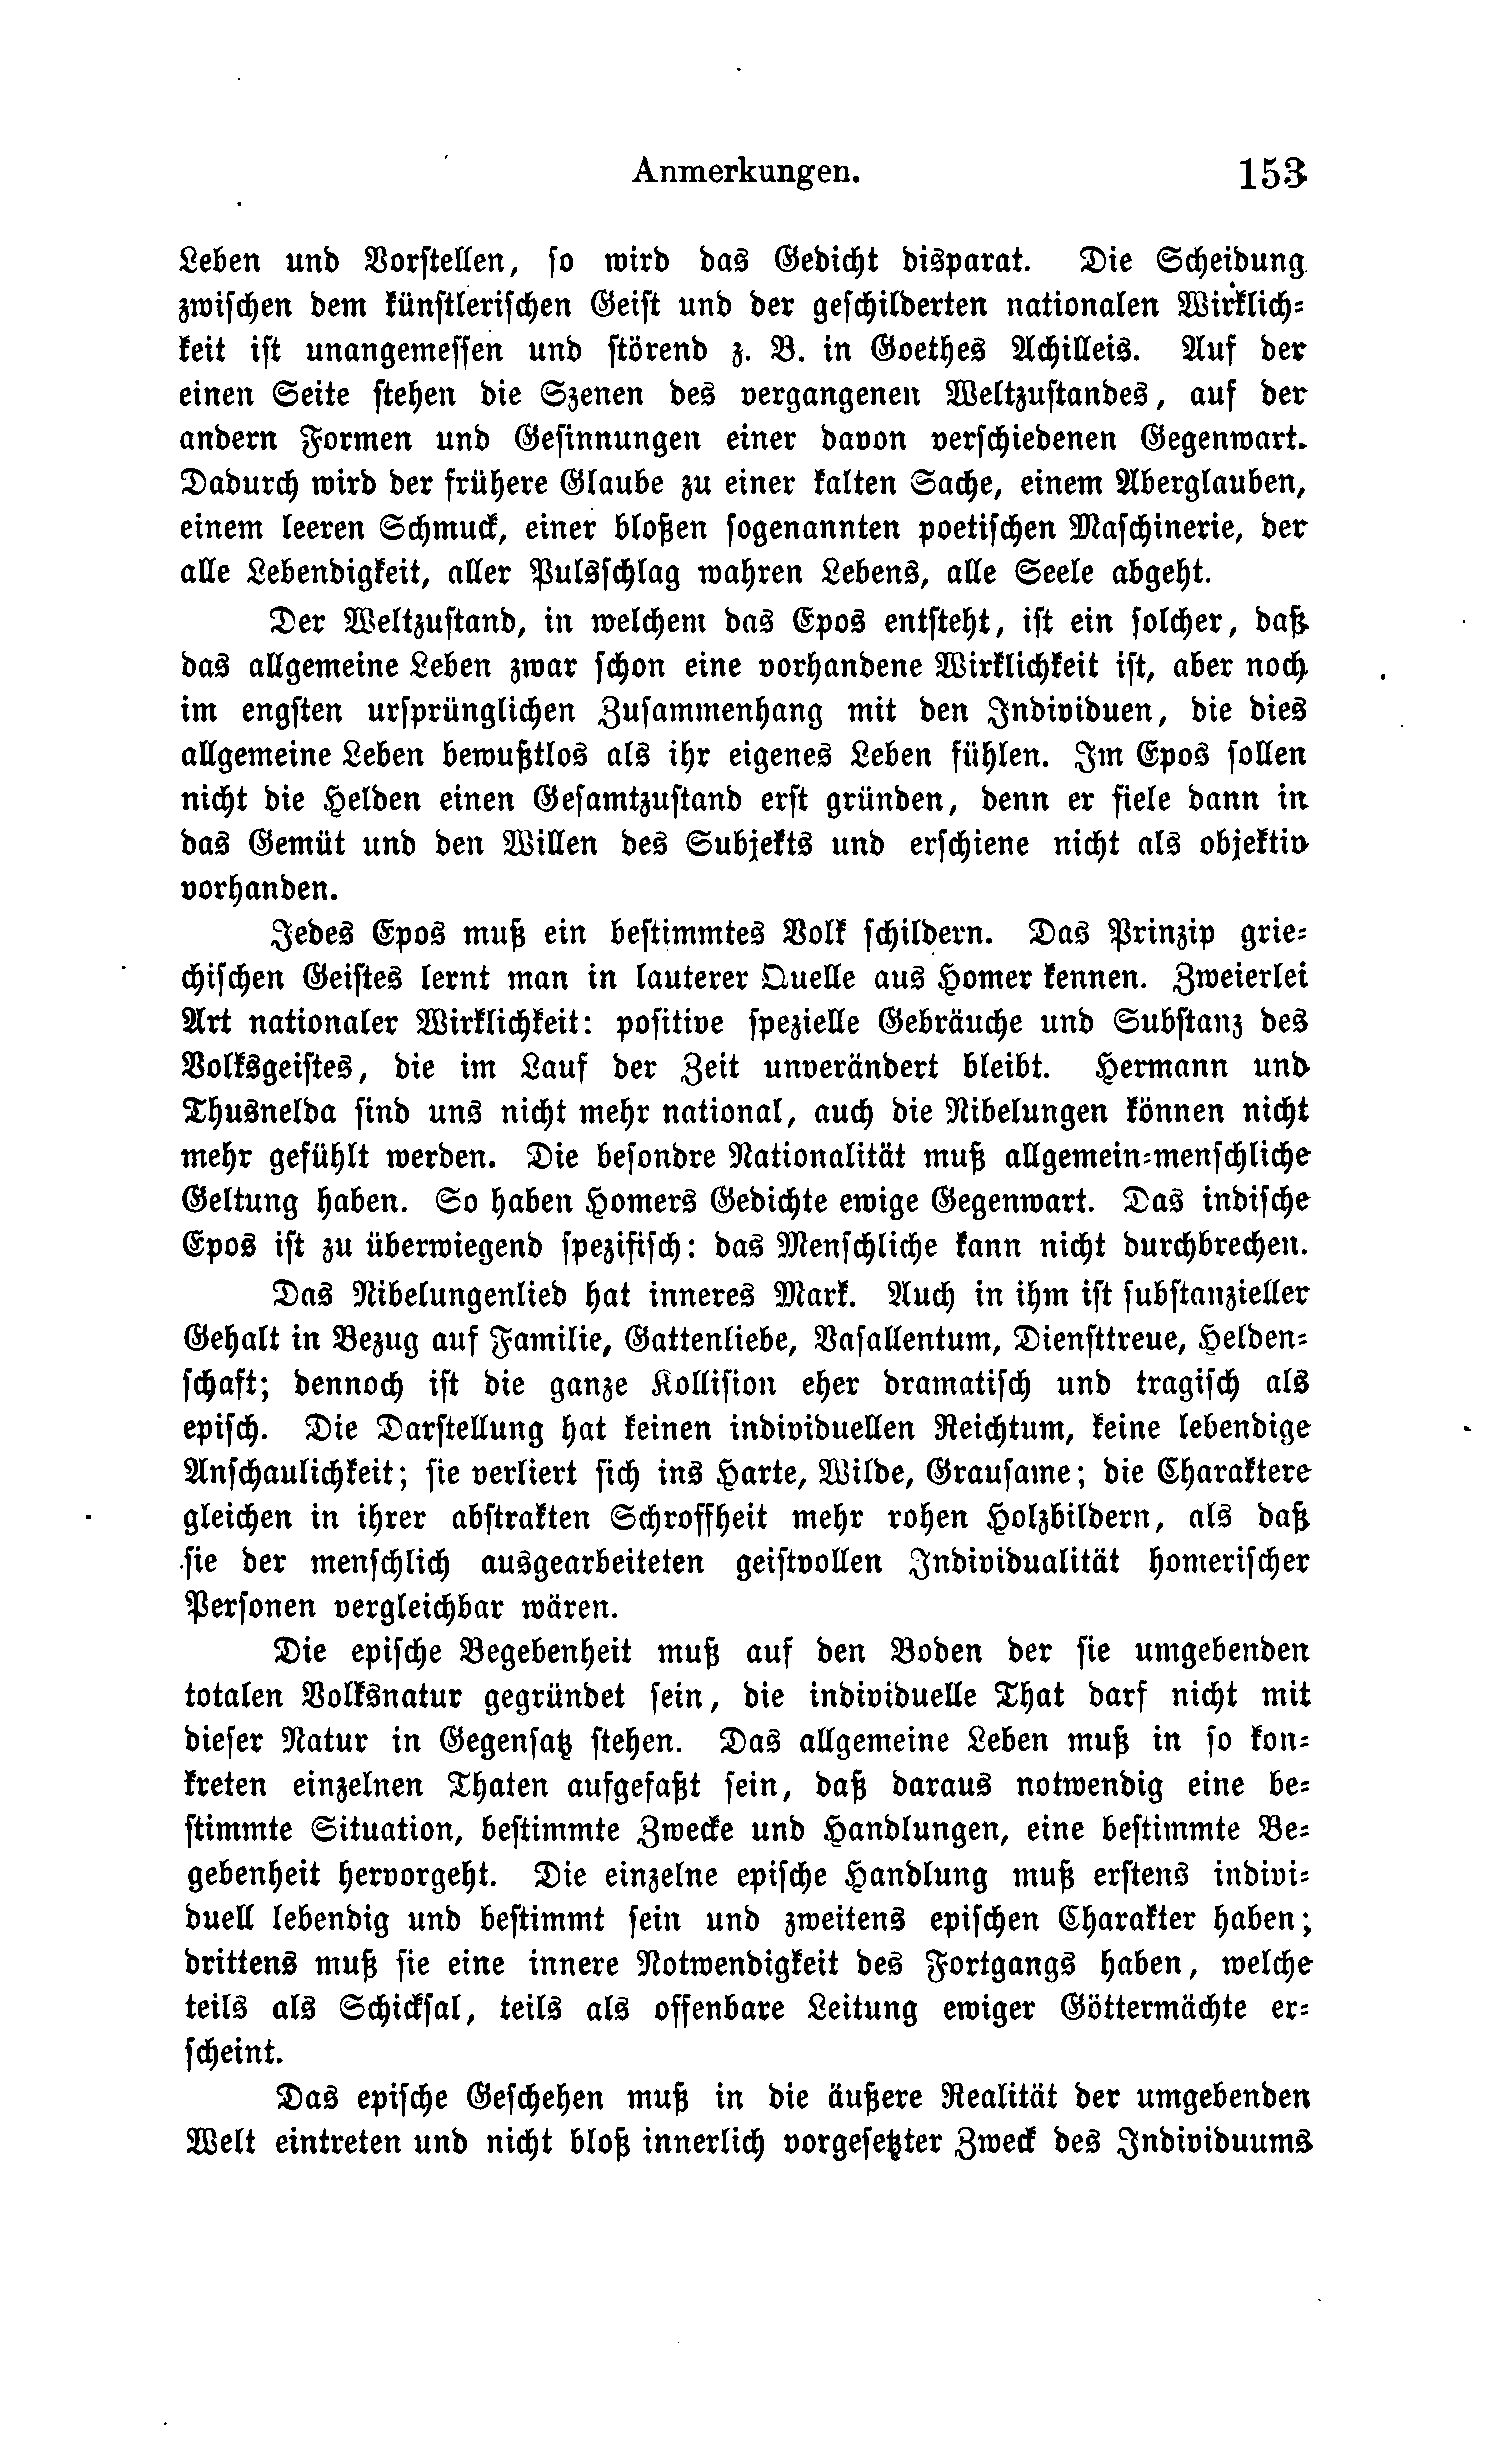 Anmerkungen. 153
Leben und Vorstellen, so wird das Gedicht disparat. Die Scheidung
zwischen dem künstlerischen Geist und der geschilderten nationalen Wirklich=
keit ist unangemessen und störend z. B. in Goethes Achilleis. Auf der
einen Seite stehen die Szenen des vergangenen Weltzustandes, auf der
andern Formen und Gesinnungen einer davon verschiedenen Gegenwart.
Dadurch wird der frühere Glaube zu einer kalten Sache, einem Aberglauben,
einem leeren Schmuck, einer bloßen sogenannten poetischen Maschinerie, der
alle Lebendigkeit, aller Pulsschlag wahren Lebens, alle Seele abgeht.
Der Weltzustand, in welchem das Epos entsteht, ist ein solcher, daß
das allgemeine Leben zwar schon eine vorhandene Wirklichkeit ist, aber noch
im engsten ursprünglichen Zusammenhang mit den Individuen, die dies
allgemeine Leben bewußtlos als ihr eigenes Leben fühlen. Im Epos sollen
nicht die Helden einen Gesamtzustand erst gründen, denn er fiele dann in
das Gemüt und den Willen des Subjekts und erschiene nicht als objektiv
vorhanden.
Jedes Epos muß ein bestimmtes Volk schildern. Das Prinzip grie=
chischen Geistes lernt man in lauterer Quelle aus Homer kennen. Zweierlei
Art nationaler Wirklichkeit: positive spezielle Gebräuche und Substanz des
Volksgeistes, die im Lauf der Zeit unverändert bleibt. Hermann und
Thusnelda sind uns nicht mehr national, auch die Nibelungen können nicht
mehr gefühlt werden. Die besondre Nationalität muß allgemein=menschliche
Geltung haben. So haben Homers Gedichte ewige Gegenwart. Das indische
Epos ist zu überwiegend spezifisch: das Menschliche kann nicht durchbrechen.
Das Nibelungenlied hat inneres Mark. Auch in ihm ist substanzieller
Gehalt in Bezug auf Familie, Gattenliebe, Vasallentum, Diensttreue, Helden=
schaft; dennoch ist die ganze Kollision eher dramatisch und tragisch als
episch. Die Darstellung hat keinen individuellen Reichtum, keine lebendige
Anschaulichkeit; sie verliert sich ins Harte, Wilde, Grausame; die Charaktere
gleichen in ihrer abstrakten Schroffheit mehr rohen Holzbildern, als daß
sie der menschlich ausgearbeiteten geistvollen Individualität homerischer
Personen vergleichbar wären.
Die epische Begebenheit muß auf den Boden der sie umgebenden
totalen Volksnatur gegründet sein, die individuelle That darf nicht mit
dieser Natur in Gegensatz stehen. Das allgemeine Leben muß in so kon=
kreten einzelnen Thaten aufgefaßt sein, daß daraus notwendig eine be=
stimmte Situation, bestimmte Zwecke und Handlungen, eine bestimmte Be=
gebenheit hervorgeht. Die einzelne epische Handlung muß erstens indivi=
duell lebendig und bestimmt sein und zweitens epischen Charakter haben;
drittens muß sie eine innere Notwendigkeit des Fortgangs haben, welche
teils als Schicksal, teils als offenbare Leitung ewiger Göttermächte er=
scheint.
Das epische Geschehen muß in die äußere Realität der umgebenden
Welt eintreten und nicht bloß innerlich vorgesetzter Zweck des Individuums